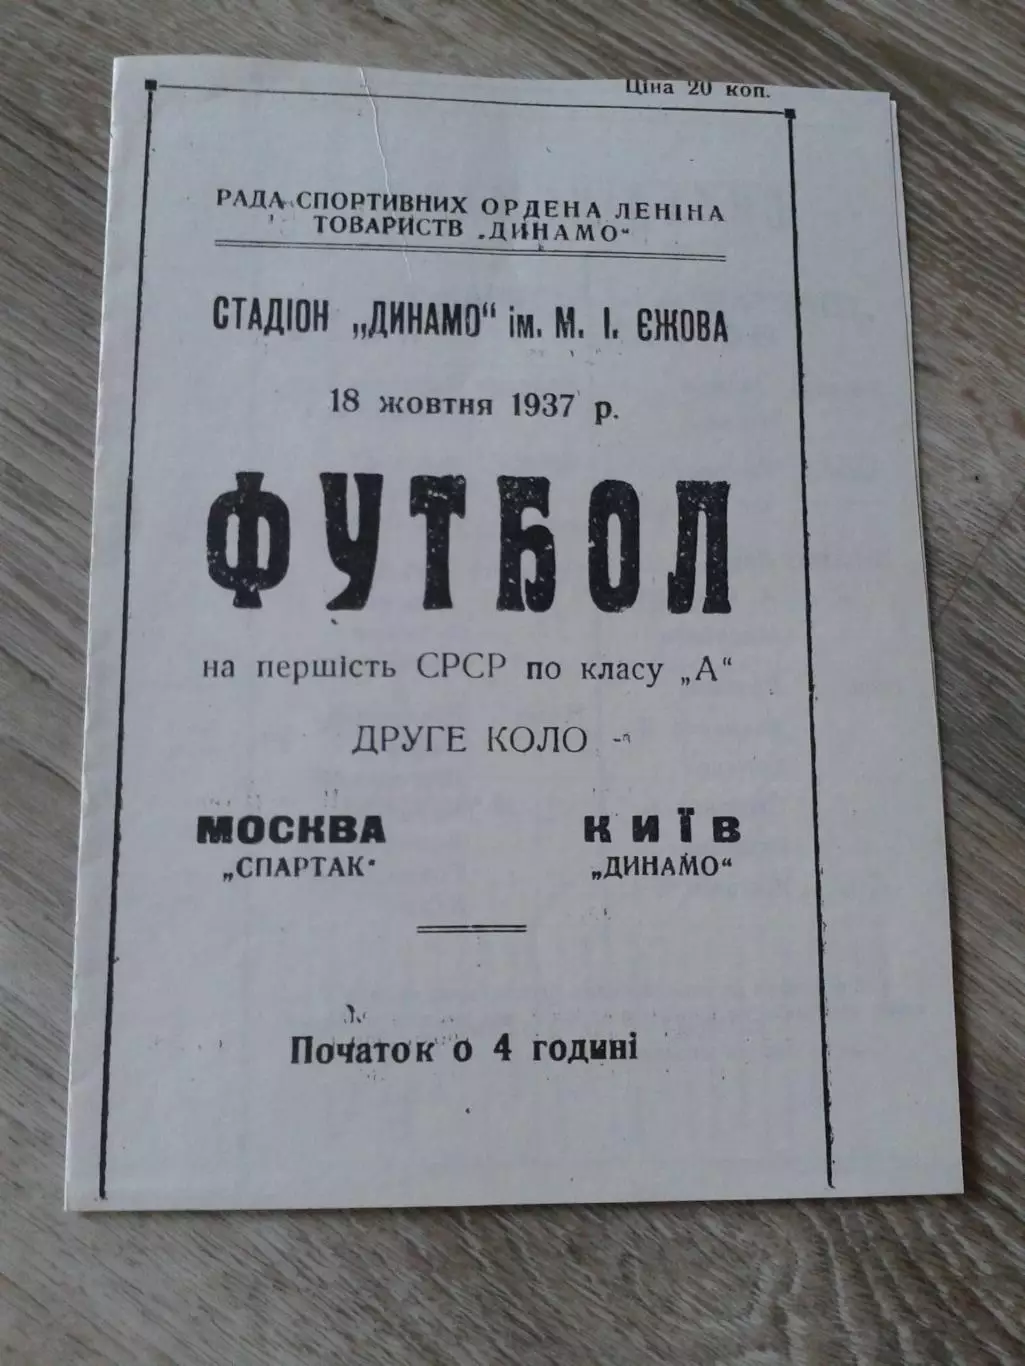 Ціна 20 коп.
РАДА СПОРТИВНИХ ОРДЕНА ЛЕНІНА
ТОВАРИСТВ „ДИНАМО“
СТАДІОН „ДИНАМО“ ім. М. І. ЄЖОВА
18 жовтня 1937 р.
ФУТБОЛ
на першість СРСР по класу „А“
ДРУГЕ КОЛО
МОСКВА КИЇВ
„СПАРТАК“ „ДИНАМО“
Початок о 4 годині